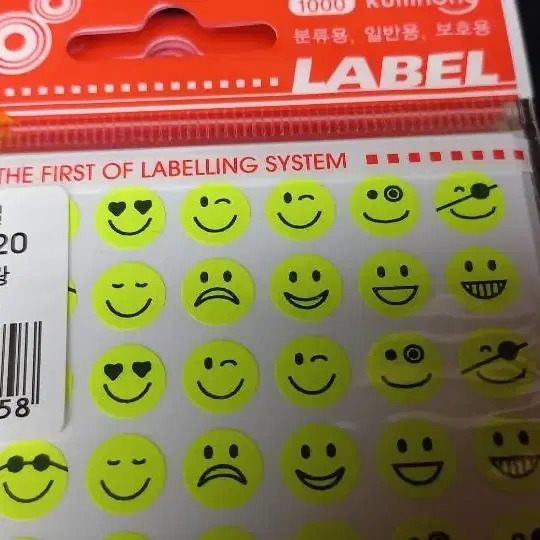 1000
분류용, 일반용, 보호용
LABEL
THE FIRST OF LABELLING SYSTEM
20
58